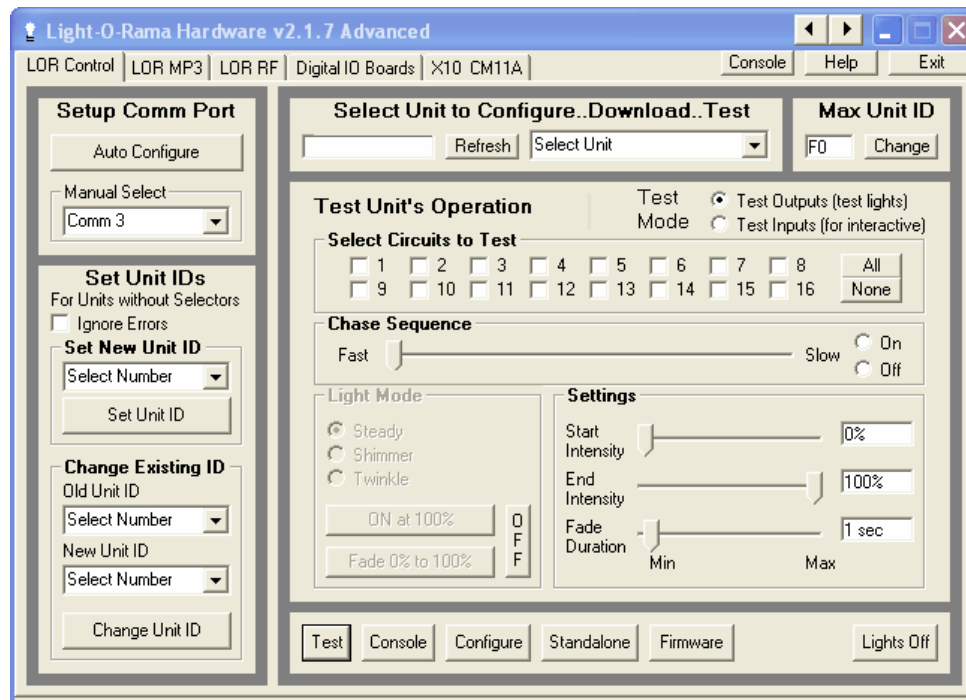 Light-O-Rama Hardware v2.1.7 Advanced
LOR Control LOR MP3 LOR RF Digital IO Boards X10 CM11A Console Help Exit
Setup Comm Port
Auto Configure
Manual Select
Comm 3
Set Unit IDs
For Units without Selectors
Ignore Errors
Set New Unit ID
Select Number
Set Unit ID
Change Existing ID
Old Unit ID
Select Number
New Unit ID
Select Number
Change Unit ID
Select Unit to Configure..Download..Test
Refresh Select Unit
Max Unit ID
F0 Change
Test Unit's Operation
Test Mode
Test Outputs (test lights)
Test Inputs (for interactive)
Select Circuits to Test
1 2 3 4 5 6 7 8 All
9 10 11 12 13 14 15 16 None
Chase Sequence
Fast Slow
On
Off
Light Mode
Steady
Shimmer
Twinkle
ON at 100%
Fade 0% to 100%
OFF
Settings
Start Intensity 0%
End Intensity 100%
Fade Duration 1 sec
Min Max
Test Console Configure Standalone Firmware Lights Off